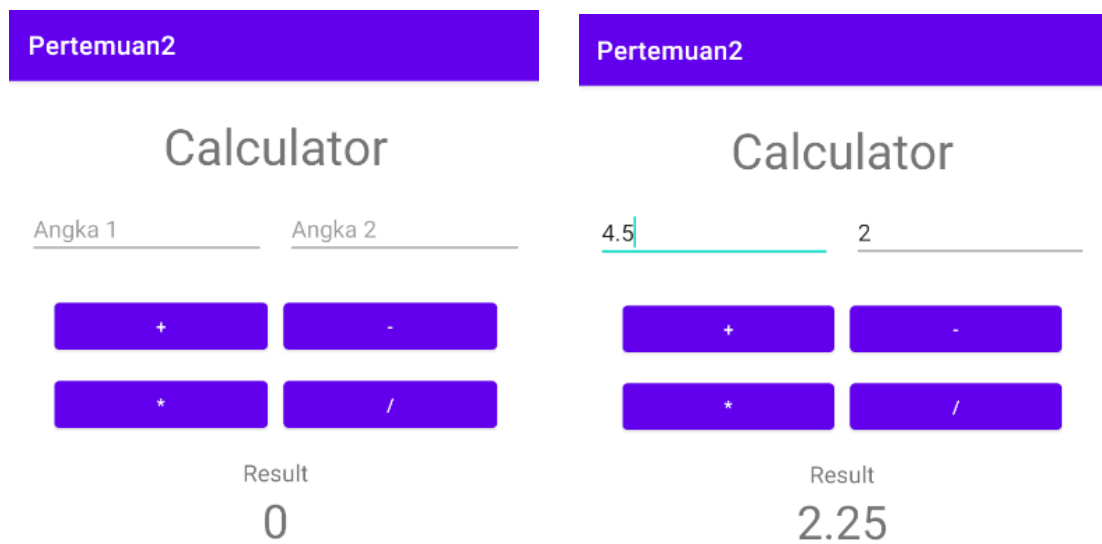 Pertemuan2
Calculator
Angka 1 Angka 2
+ -
* /
Result
0
Pertemuan2
Calculator
4.5 2
+ -
* /
Result
2.25